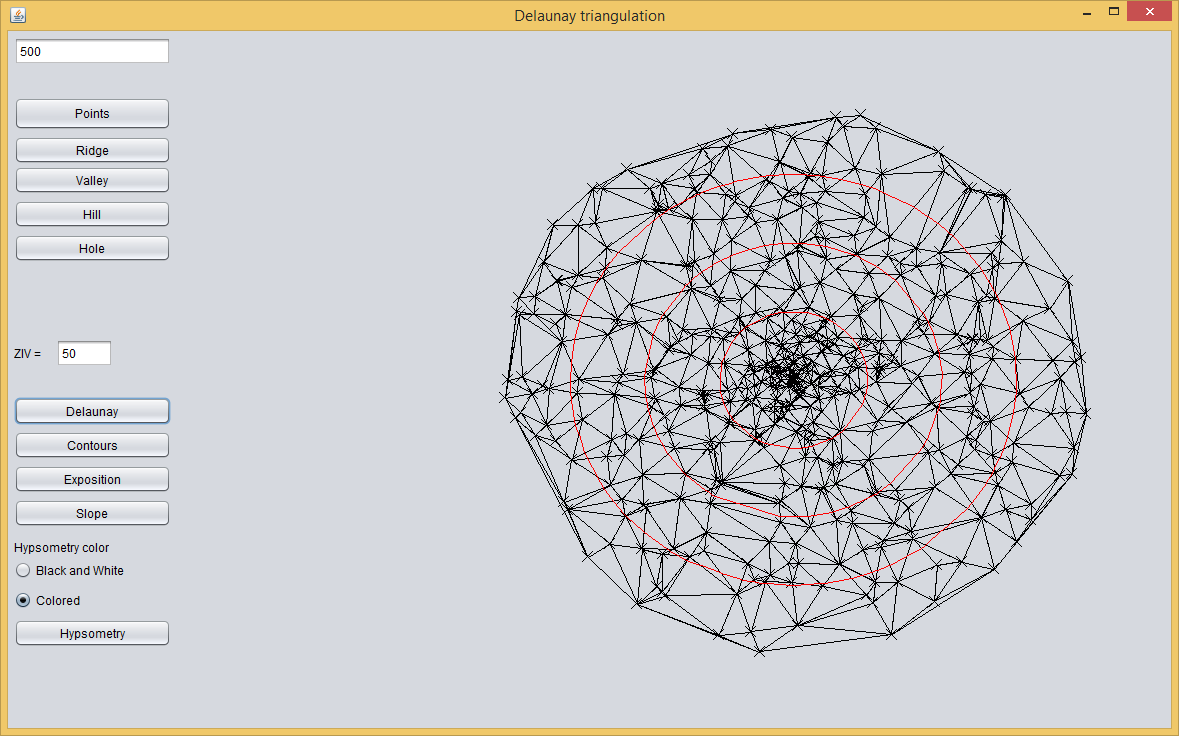 Delaunay triangulation
500
Points
Ridge
Valley
Hill
Hole
ZIV = 50
Delaunay
Contours
Exposition
Slope
Hypsometry color
Black and White
Colored
Hypsometry